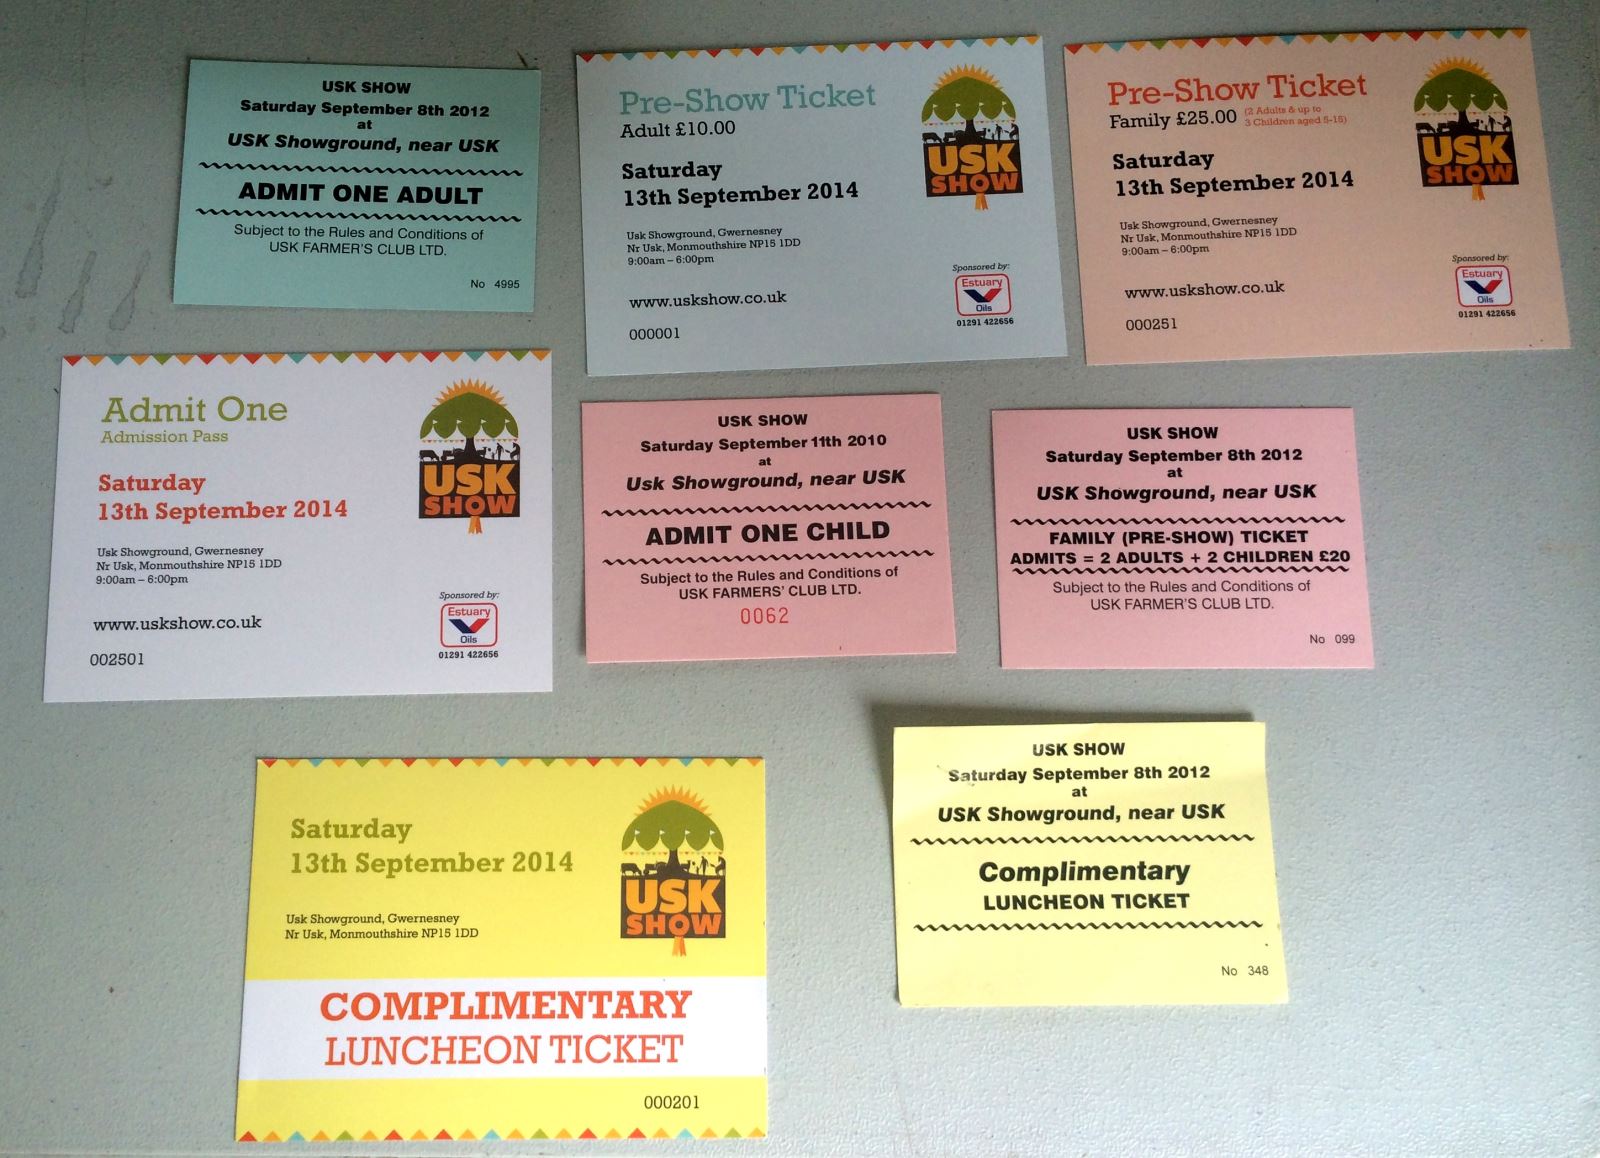 USK SHOW
Saturday September 8th 2012
at
USK Showground, near USK
ADMIT ONE ADULT
Subject to the Rules and Conditions of
USK FARMER'S CLUB LTD.
No 4995
Pre-Show Ticket
Adult £10.00
Saturday
13th September 2014
Usk Showground, Gwernesney
Nr Usk, Monmouthshire NP15 1DD
9:00am – 6:00pm
www.uskshow.co.uk
000001
USK
SHOW
Sponsored by:
Estuary
Oils
01291 422656
Pre-Show Ticket
Family £25.00 (2 Adults & up to
3 Children aged 5-15)
Saturday
13th September 2014
Usk Showground, Gwernesney
Nr Usk, Monmouthshire NP15 1DD
9:00am – 6:00pm
www.uskshow.co.uk
000251
USK
SHOW
Sponsored by:
Estuary
Oils
01291 422656
Admit One
Admission Pass
Saturday
13th September 2014
Usk Showground, Gwernesney
Nr Usk, Monmouthshire NP15 1DD
9:00am – 6:00pm
www.uskshow.co.uk
002501
USK
SHOW
Sponsored by:
Estuary
Oils
01291 422656
USK SHOW
Saturday September 11th 2010
at
Usk Showground, near USK
ADMIT ONE CHILD
Subject to the Rules and Conditions of
USK FARMERS' CLUB LTD.
0062
USK SHOW
Saturday September 8th 2012
at
USK Showground, near USK
FAMILY (PRE-SHOW) TICKET
ADMITS = 2 ADULTS + 2 CHILDREN £20
Subject to the Rules and Conditions of
USK FARMER'S CLUB LTD.
No 099
Saturday
13th September 2014
Usk Showground, Gwernesney
Nr Usk, Monmouthshire NP15 1DD
USK
SHOW
COMPLIMENTARY
LUNCHEON TICKET
000201
USK SHOW
Saturday September 8th 2012
at
USK Showground, near USK
Complimentary
LUNCHEON TICKET
No 348